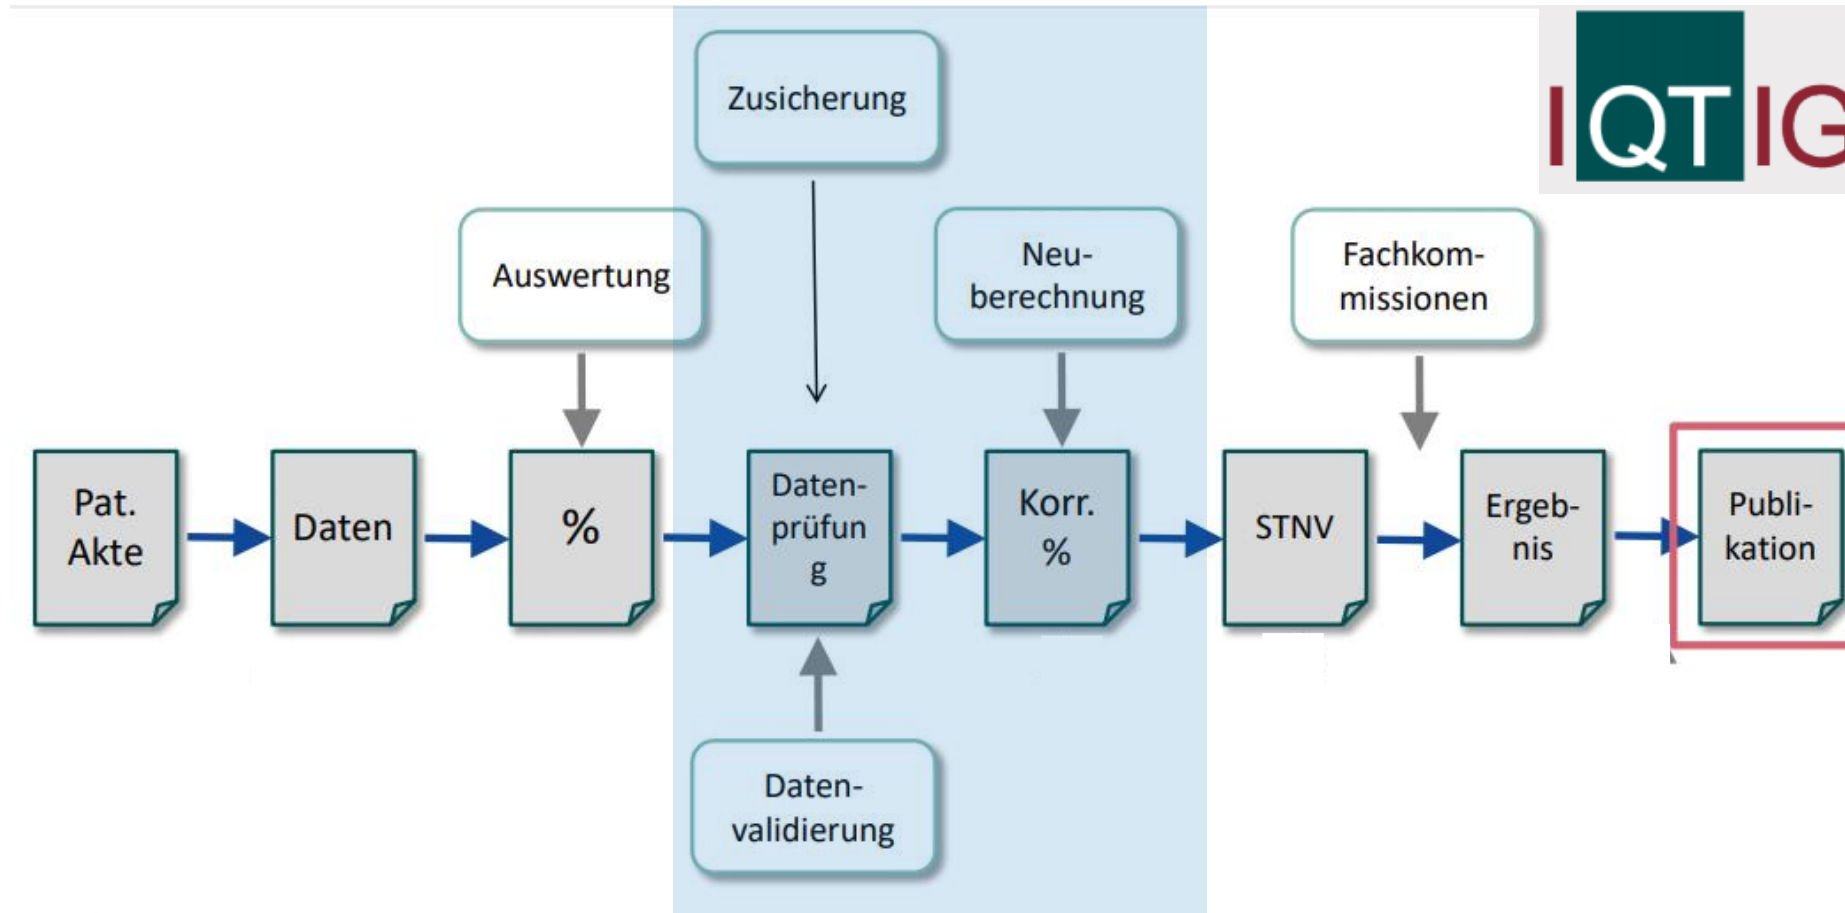 Zusicherung
IQTIG
Auswertung
Neu-
berechnung
Fachkom-
missionen
Pat.
Akte
Daten
%
Daten-
prüfun
g
Korr.
%
STNV
Ergeb-
nis
Publi-
kation
Daten-
validierung